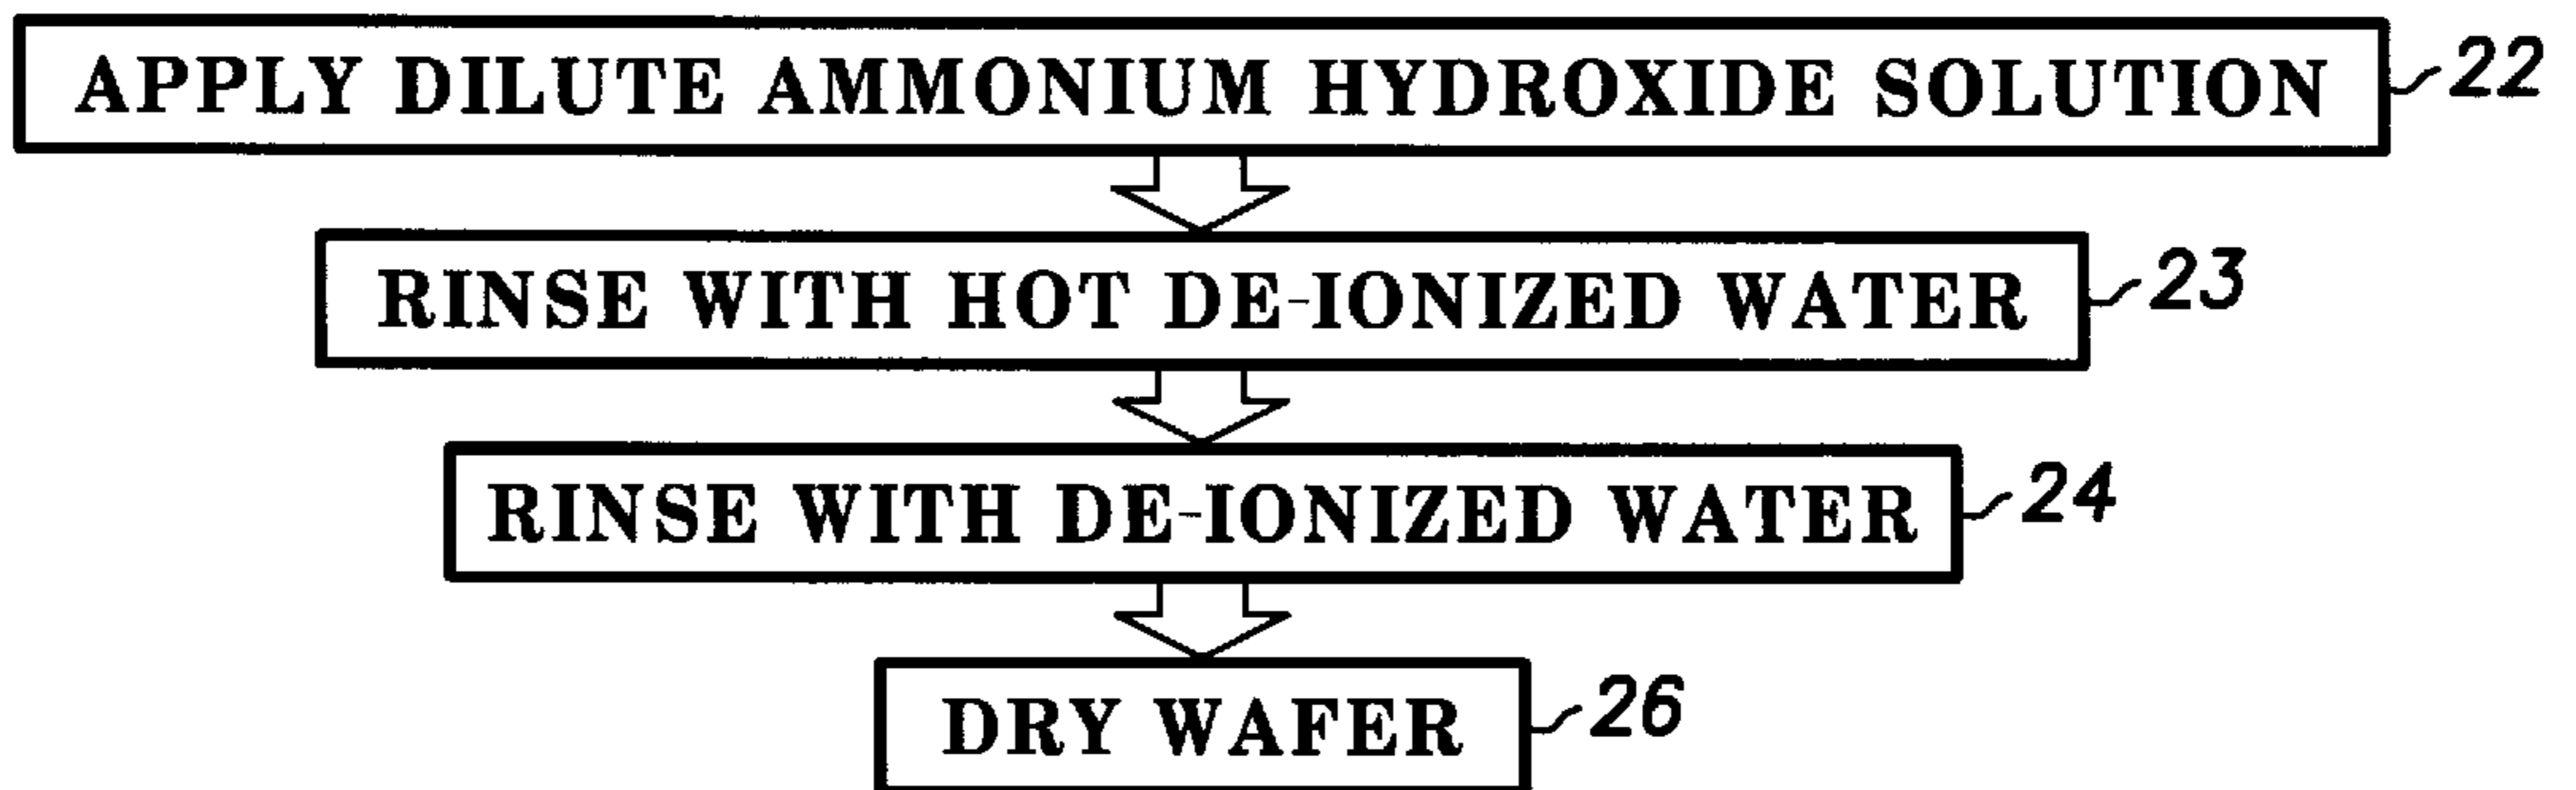 APPLY DILUTE AMMONIUM HYDROXIDE SOLUTION 22
RINSE WITH HOT DE-IONIZED WATER 23
RINSE WITH DE-IONIZED WATER 24
DRY WAFER 26